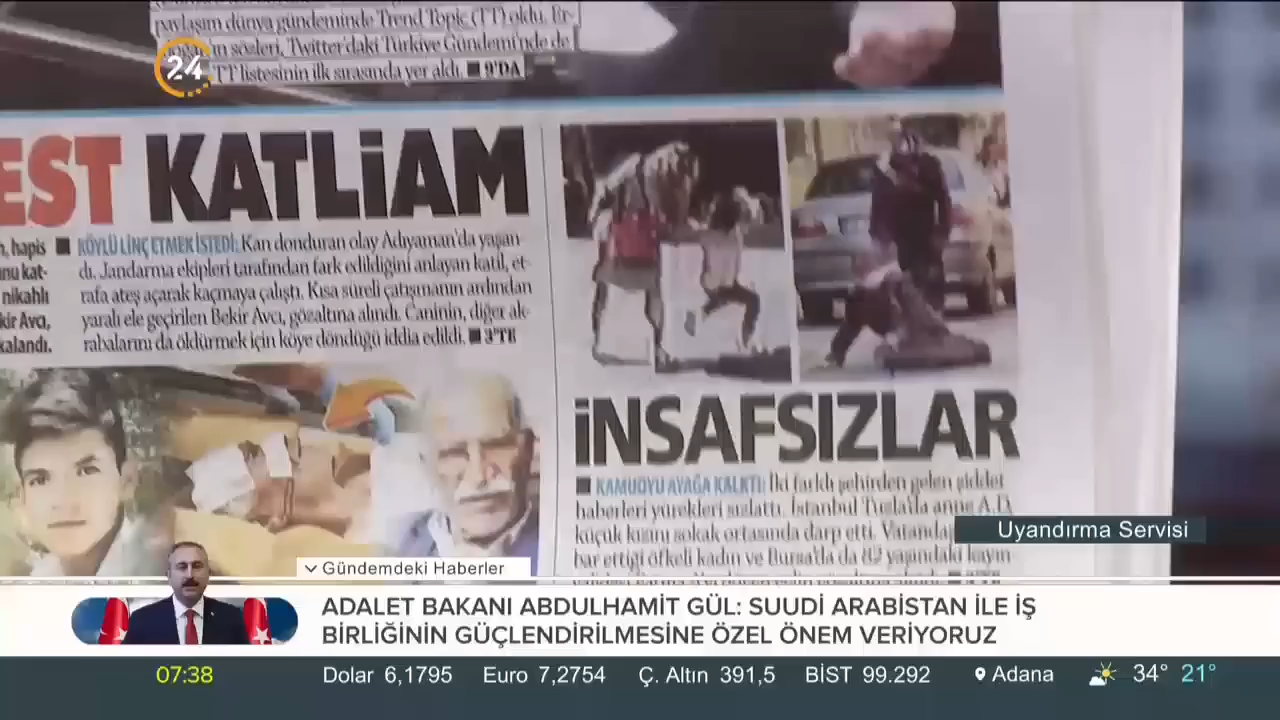 paylaşım dünya gündeminde Trend Topic (TT) oldu. Er-
sözleri, Twitter'daki Türkiye Gündemi'nde de
TT listesinin ilk sırasında yer aldı. ■ 9'DA
24
EST KATLİAM
hapis
nikahlı
kir Avcı,
kalandı.
■ KÖYLÜ LİNÇ ETMEK İSTEDİ: Kan donduran olay Adıyaman'da yaşan-
dı. Jandarma ekipleri tarafından fark edildiğini anlayan katil, et-
rafa ateş açarak kaçmaya çalıştı. Kısa süreli çatışmanın ardından
yaralı ele geçirilen Bekir Avcı, gözaltına alındı. Caninin, diğer ak-
rabalarını da öldürmek için köye döndüğü iddia edildi. ■ 3'TE
İNSAFSIZLAR
■ KAMUOYU AYAĞA KALKTI: İki farklı şehirden gelen şiddet
haberleri yürekleri sızlattı. İstanbul Tuzla'da anne A.D.
küçük kızını sokak ortasında darp etti. Vatandaş
bar ettiği öfkeli kadın ve Bursa'da da 82 yaşındaki kayın-
Uyandırma Servisi
Gündemdeki Haberler
ADALET BAKANI ABDULHAMİT GÜL: SUUDİ ARABİSTAN İLE İŞ
BİRLİĞİNİN GÜÇLENDİRİLMESİNE ÖZEL ÖNEM VERİYORUZ
07:38 Dolar 6,1795 Euro 7,2754 Ç. Altın 391,5 BİST 99.292 Adana 34° 21°